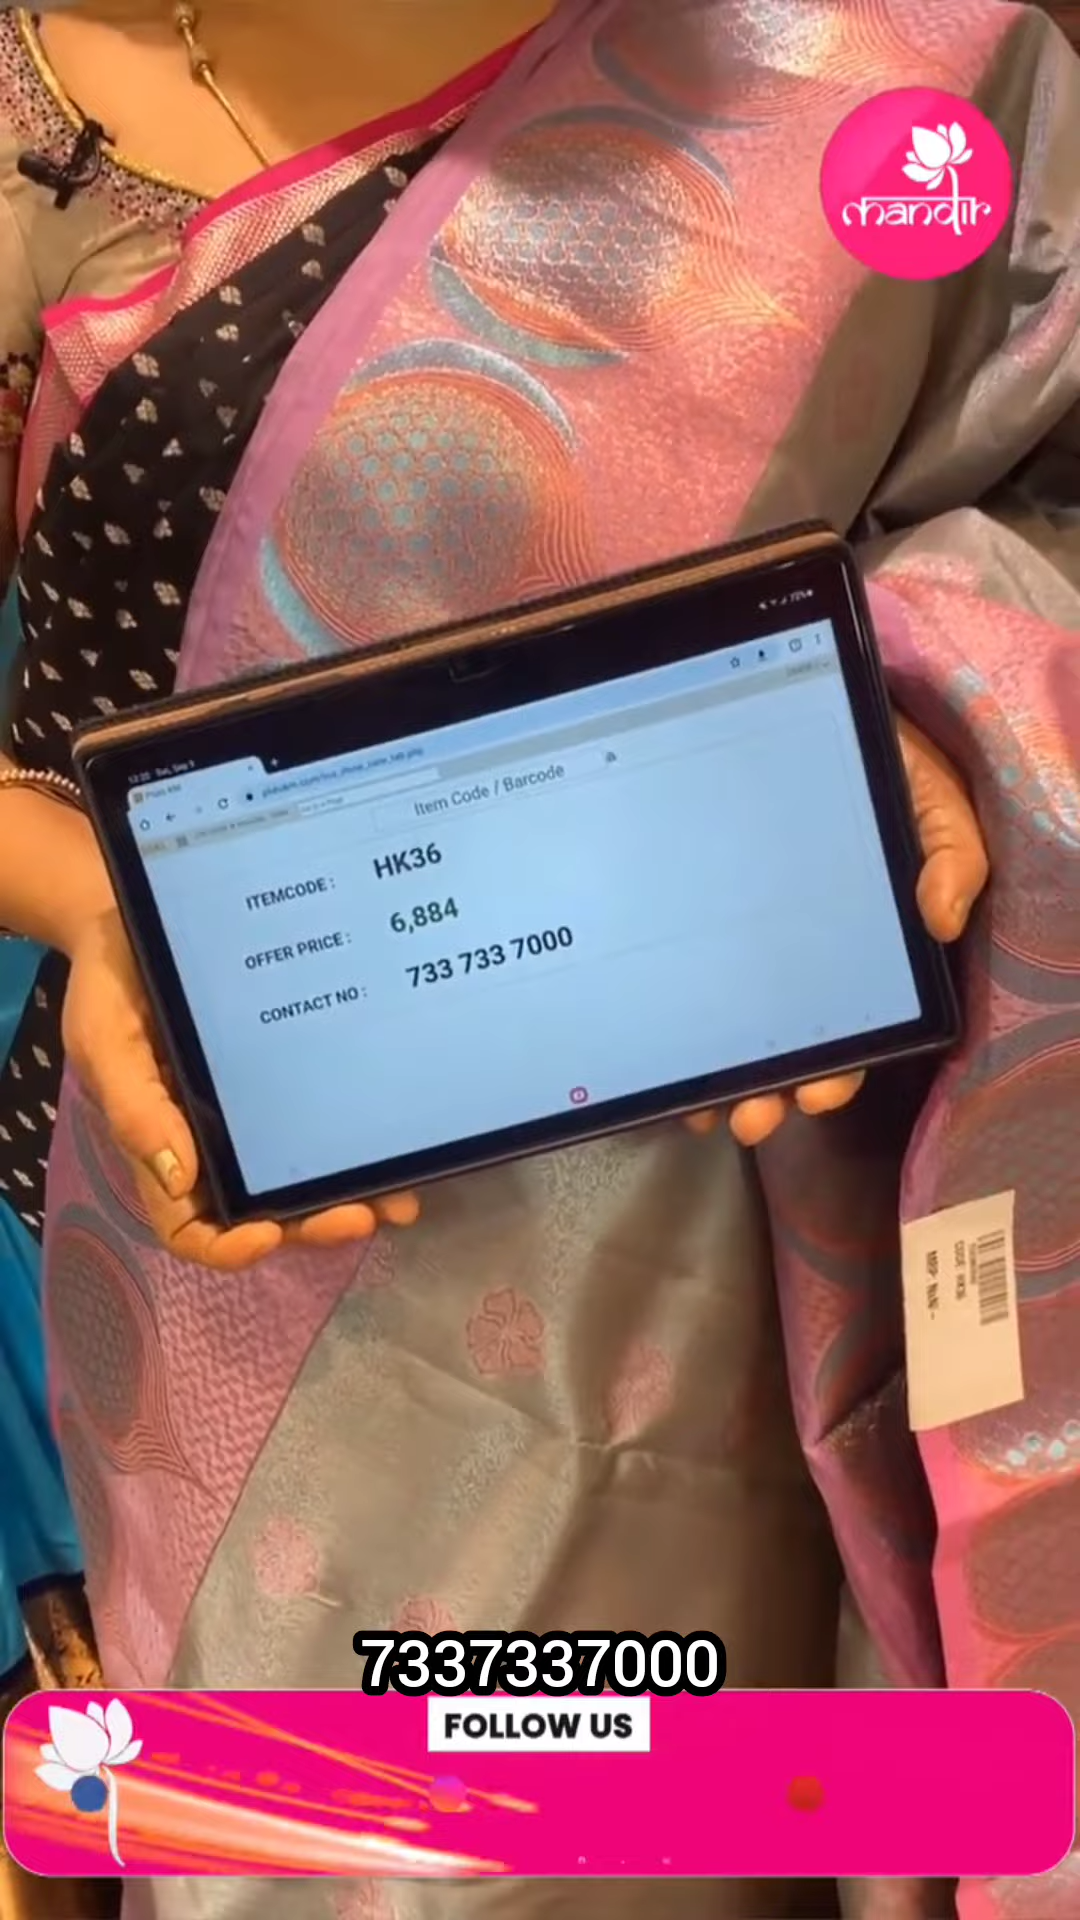 mandir
Item Code / Barcode
ITEMCODE : HK36
OFFER PRICE : 6,884
CONTACT NO : 733 733 7000
7337337000
FOLLOW US